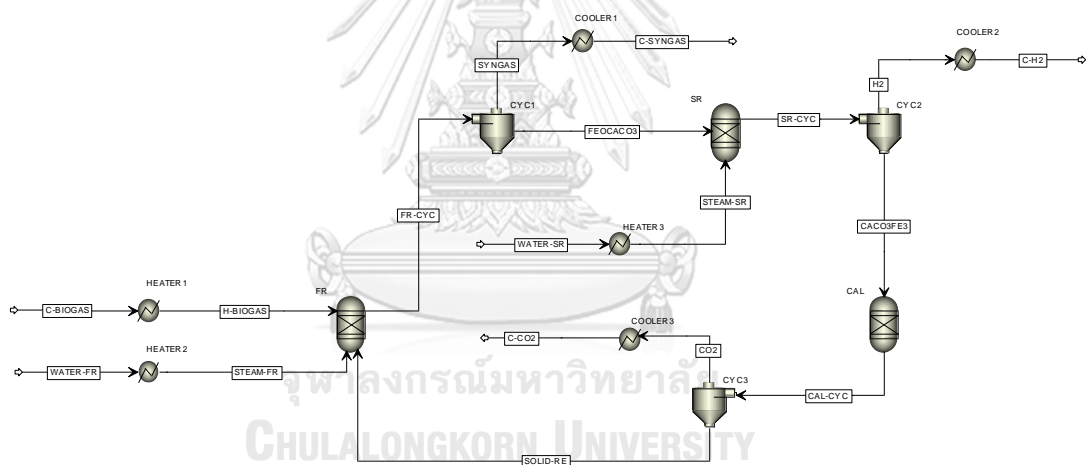 COOLER1
C-SYNGAS
COOLER2
C-H2
SYNGAS
H2
CYC1
SR
CYC2
FEOCACO3
SR-CYC
STEAM-SR
FR-CYC
CACO3FE3
HEATER3
WATER-SR
HEATER1
FR
CAL
C-BIOGAS
H-BIOGAS
COOLER3
C-CO2
CO2
HEATER2
WATER-FR
STEAM-FR
CYC3
CAL-CYC
จุฬาลงกรณ์มหาวิทยาลัย
CHULALONGKORN UNIVERSITY
SOLID-RE